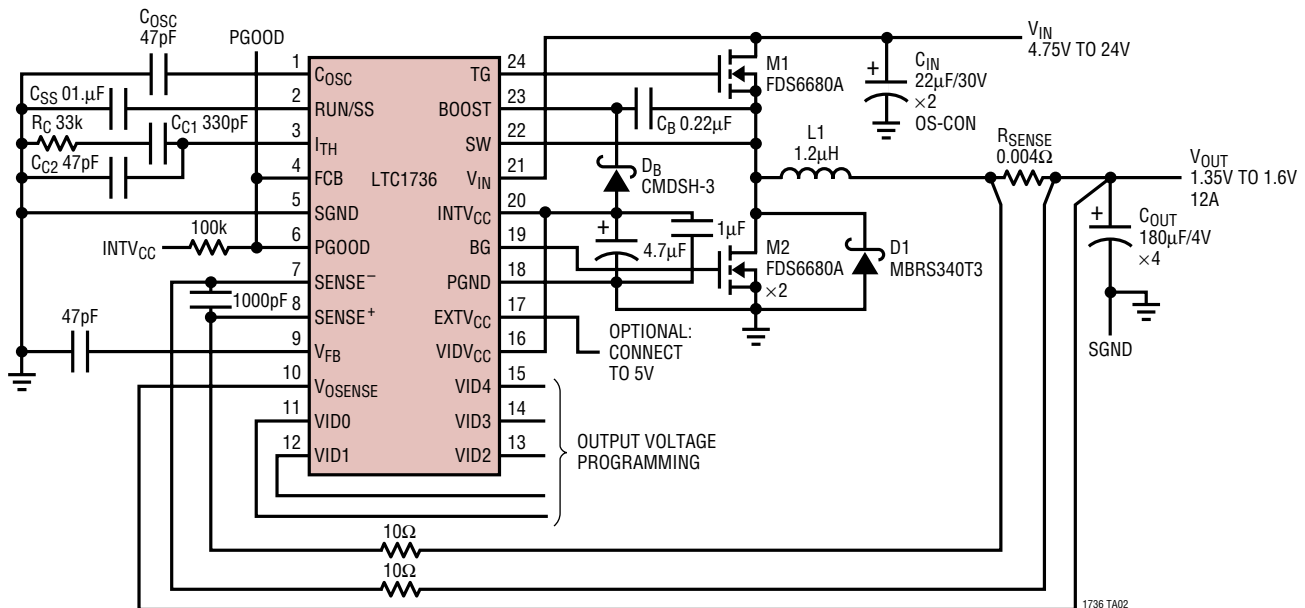 COSC
47pF
PGOOD
CSS 01.µF
RC 33k
CC1 330pF
CC2 47pF
INTVCC
100k
1000pF
47pF
1
COSC
2
RUN/SS
3
ITH
4
FCB
5
SGND
6
PGOOD
7
SENSE−
8
SENSE+
9
VFB
10
VOSENSE
11
VID0
12
VID1
LTC1736
24
TG
23
BOOST
22
SW
21
VIN
20
INTVCC
19
BG
18
PGND
17
EXTVCC
16
VIDVCC
15
VID4
14
VID3
13
VID2
M1
FDS6680A
CB 0.22µF
DB
CMDSH-3
+
4.7µF
1µF
M2
FDS6680A
×2
D1
MBRS340T3
L1
1.2µH
VIN
4.75V TO 24V
+
CIN
22µF/30V
×2
OS-CON
RSENSE
0.004Ω
VOUT
1.35V TO 1.6V
12A
+
COUT
180µF/4V
×4
SGND
OPTIONAL:
CONNECT
TO 5V
OUTPUT VOLTAGE
PROGRAMMING
10Ω
10Ω
1736 TA02